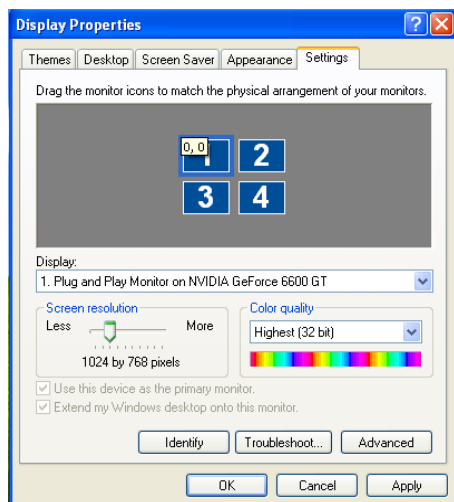 Display Properties
Themes Desktop Screen Saver Appearance Settings
Drag the monitor icons to match the physical arrangement of your monitors.
0, 0
1 2
3 4
Display:
1. Plug and Play Monitor on NVIDIA GeForce 6600 GT
Screen resolution
Less More
1024 by 768 pixels
Color quality
Highest (32 bit)
Use this device as the primary monitor.
Extend my Windows desktop onto this monitor.
Identify Troubleshoot... Advanced
OK Cancel Apply